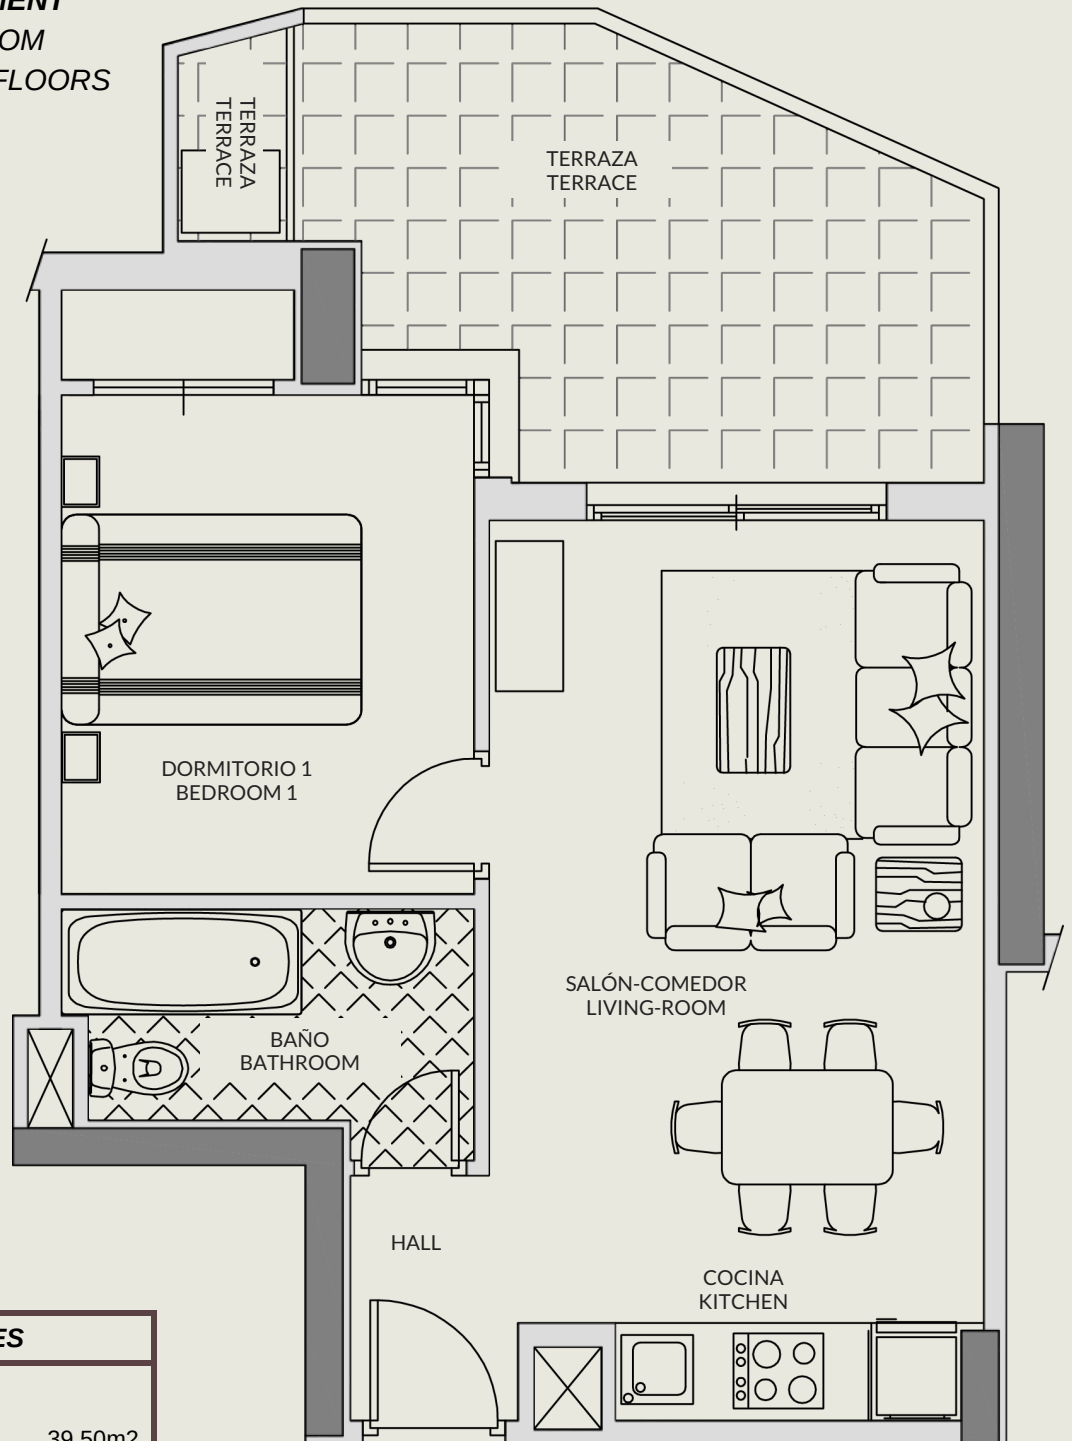 OM
FLOORS
TERRAZA
TERRACE
TERRAZA
TERRACE
DORMITORIO 1
BEDROOM 1
SALÓN-COMEDOR
LIVING-ROOM
BAÑO
BATHROOM
HALL
COCINA
KITCHEN
ES
39.50m2